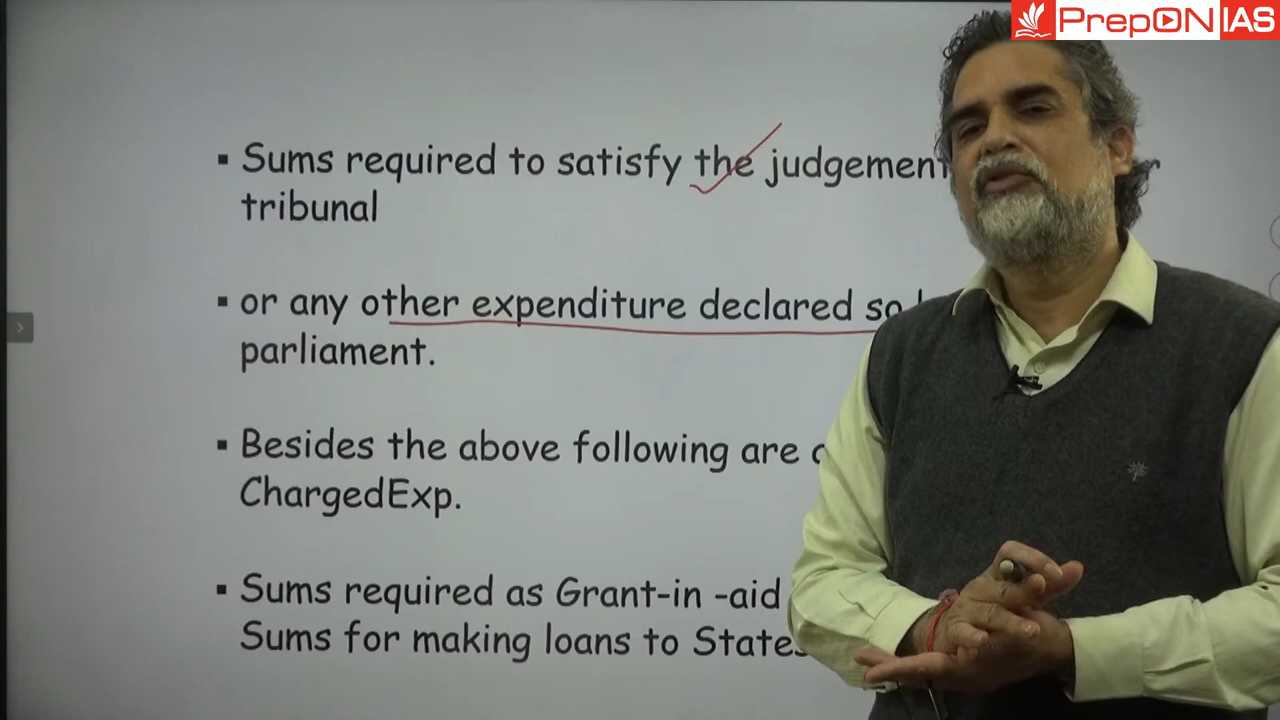 PrepON IAS
▪ Sums required to satisfy the judgement
tribunal
▪ or any other expenditure declared so
parliament.
▪ Besides the above following are
ChargedExp.
▪ Sums required as Grant-in -aid
Sums for making loans to States